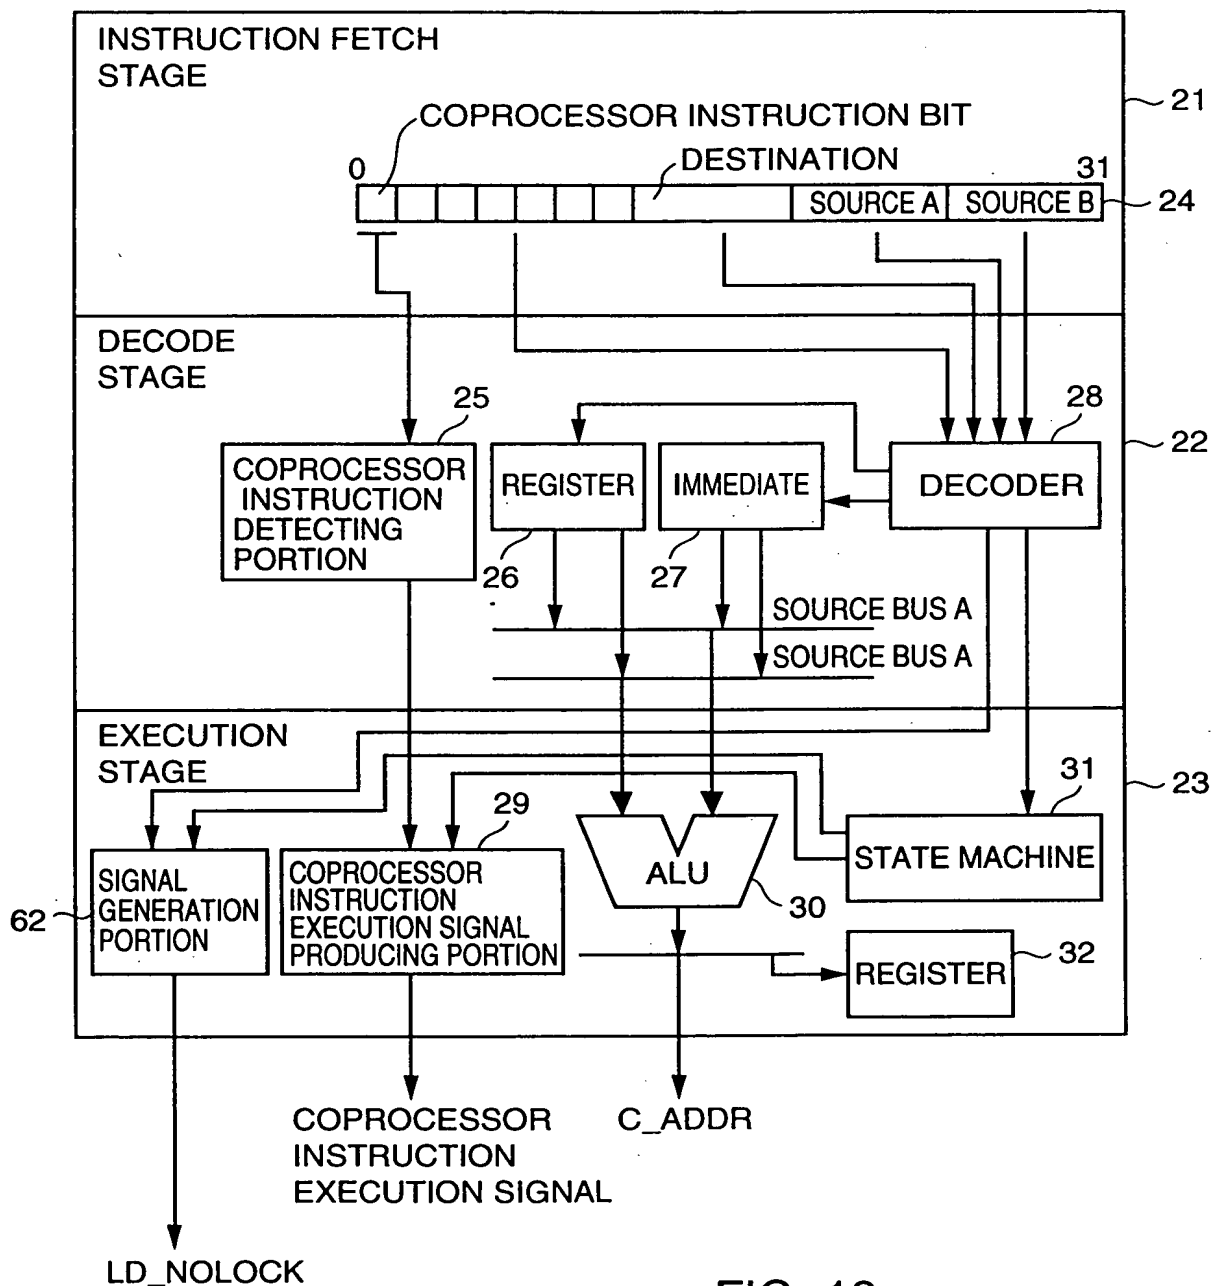 INSTRUCTION FETCH
STAGE
21
COPROCESSOR INSTRUCTION BIT
DESTINATION
0
31
SOURCE A
SOURCE B
24
DECODE
STAGE
25
28
22
COPROCESSOR
INSTRUCTION
DETECTING
PORTION
REGISTER
IMMEDIATE
DECODER
26
27
SOURCE BUS A
SOURCE BUS A
EXECUTION
STAGE
29
31
23
SIGNAL
GENERATION
PORTION
COPROCESSOR
INSTRUCTION
EXECUTION SIGNAL
PRODUCING PORTION
ALU
STATE MACHINE
62
30
REGISTER
32
COPROCESSOR
INSTRUCTION
EXECUTION SIGNAL
C_ADDR
LD_NOLOCK